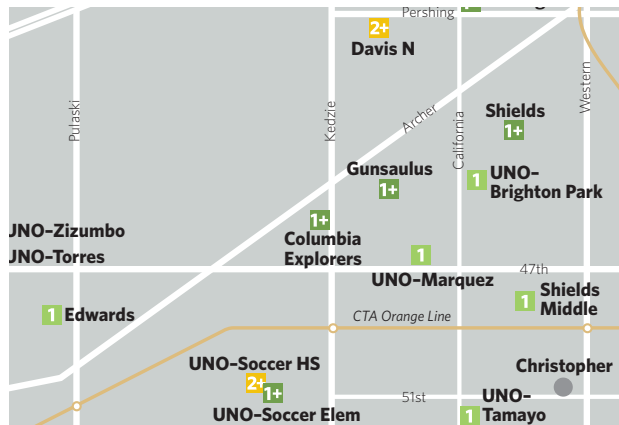 Pershing
2+
Davis N
Pulaski
Kedzie
Archer
California
Western
Shields
1+
Gunsaulus
1+
1 UNO–
Brighton Park
1+
Columbia
Explorers
UNO–Zizumbo
UNO–Torres
1
UNO–Marquez
47th
1 Edwards
1 Shields
Middle
CTA Orange Line
UNO–Soccer HS
2+
1+
UNO–Soccer Elem
Christopher
51st
1 UNO–
Tamayo